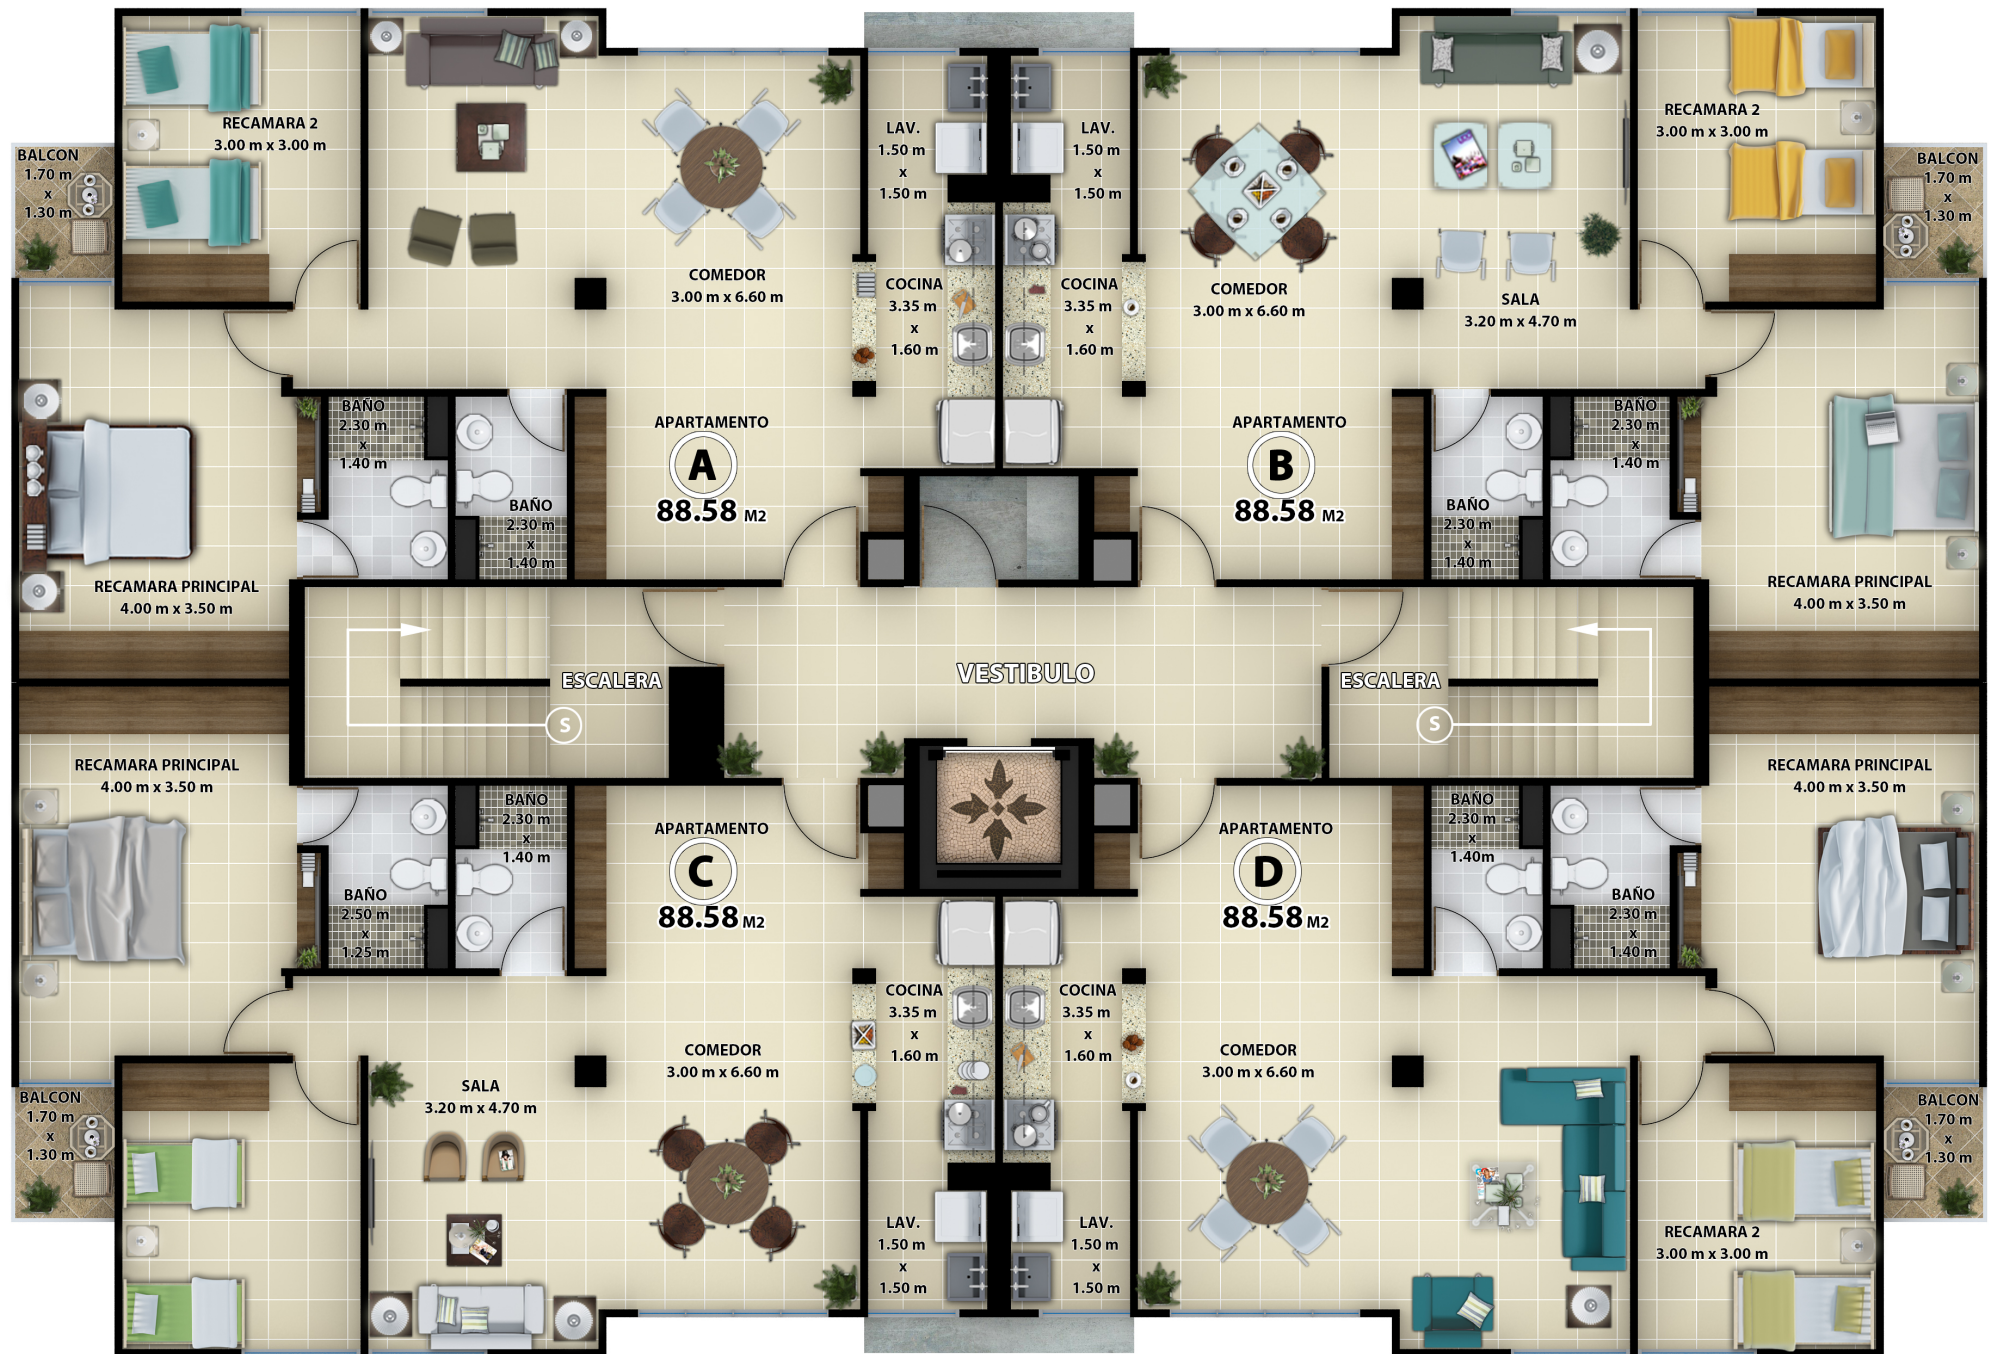 RECAMARA 2
3.00 m x 3.00 m
BALCON
1.70 m
x
1.30 m
COMEDOR
3.00 m x 6.60 m
LAV.
1.50 m
x
1.50 m
COCINA
3.35 m
x
1.60 m
APARTAMENTO
A
88.58 M2
BAÑO
2.30 m
x
1.40 m
BAÑO
2.30 m
x
1.40 m
RECAMARA PRINCIPAL
4.00 m x 3.50 m
LAV.
1.50 m
x
1.50 m
COCINA
3.35 m
x
1.60 m
COMEDOR
3.00 m x 6.60 m
SALA
3.20 m x 4.70 m
RECAMARA 2
3.00 m x 3.00 m
BALCON
1.70 m
x
1.30 m
APARTAMENTO
B
88.58 M2
BAÑO
2.30 m
x
1.40 m
BAÑO
2.30 m
x
1.40 m
RECAMARA PRINCIPAL
4.00 m x 3.50 m
ESCALERA
S
VESTIBULO
ESCALERA
S
RECAMARA PRINCIPAL
4.00 m x 3.50 m
BAÑO
2.30 m
x
1.40 m
BAÑO
2.50 m
x
1.25 m
APARTAMENTO
C
88.58 M2
COCINA
3.35 m
x
1.60 m
COMEDOR
3.00 m x 6.60 m
SALA
3.20 m x 4.70 m
BALCON
1.70 m
x
1.30 m
LAV.
1.50 m
x
1.50 m
APARTAMENTO
D
88.58 M2
BAÑO
2.30 m
x
1.40m
BAÑO
2.30 m
x
1.40 m
RECAMARA PRINCIPAL
4.00 m x 3.50 m
COCINA
3.35 m
x
1.60 m
COMEDOR
3.00 m x 6.60 m
LAV.
1.50 m
x
1.50 m
BALCON
1.70 m
x
1.30 m
RECAMARA 2
3.00 m x 3.00 m